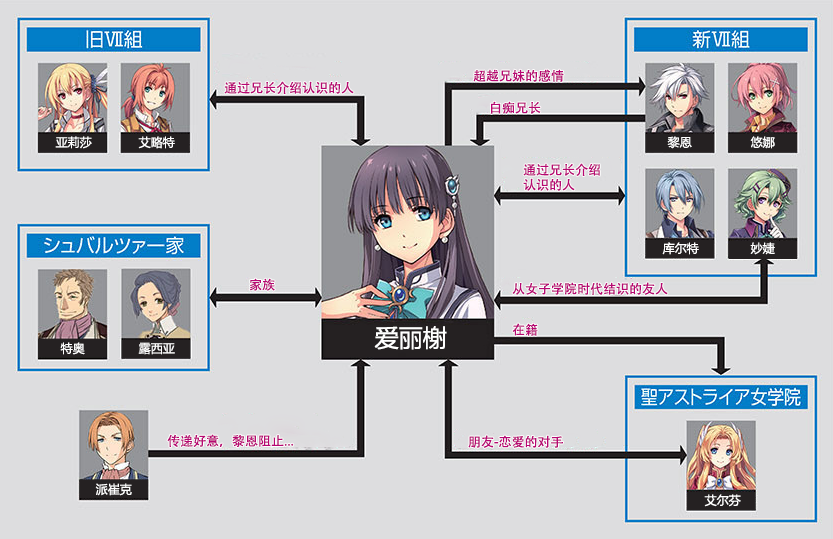 旧Ⅶ組
亚莉莎
艾略特
通过兄长介绍认识的人
超越兄妹的感情
白痴兄长
新Ⅶ組
黎恩
悠娜
库尔特
妙婕
通过兄长介绍
认识的人
从女子学院时代结识的友人
シュバルツァー家
特奥
露西亚
家族
爱丽榭
在籍
聖アストライア女学院
艾尔芬
朋友-恋爱的对手
派崔克
传递好意，黎恩阻止...